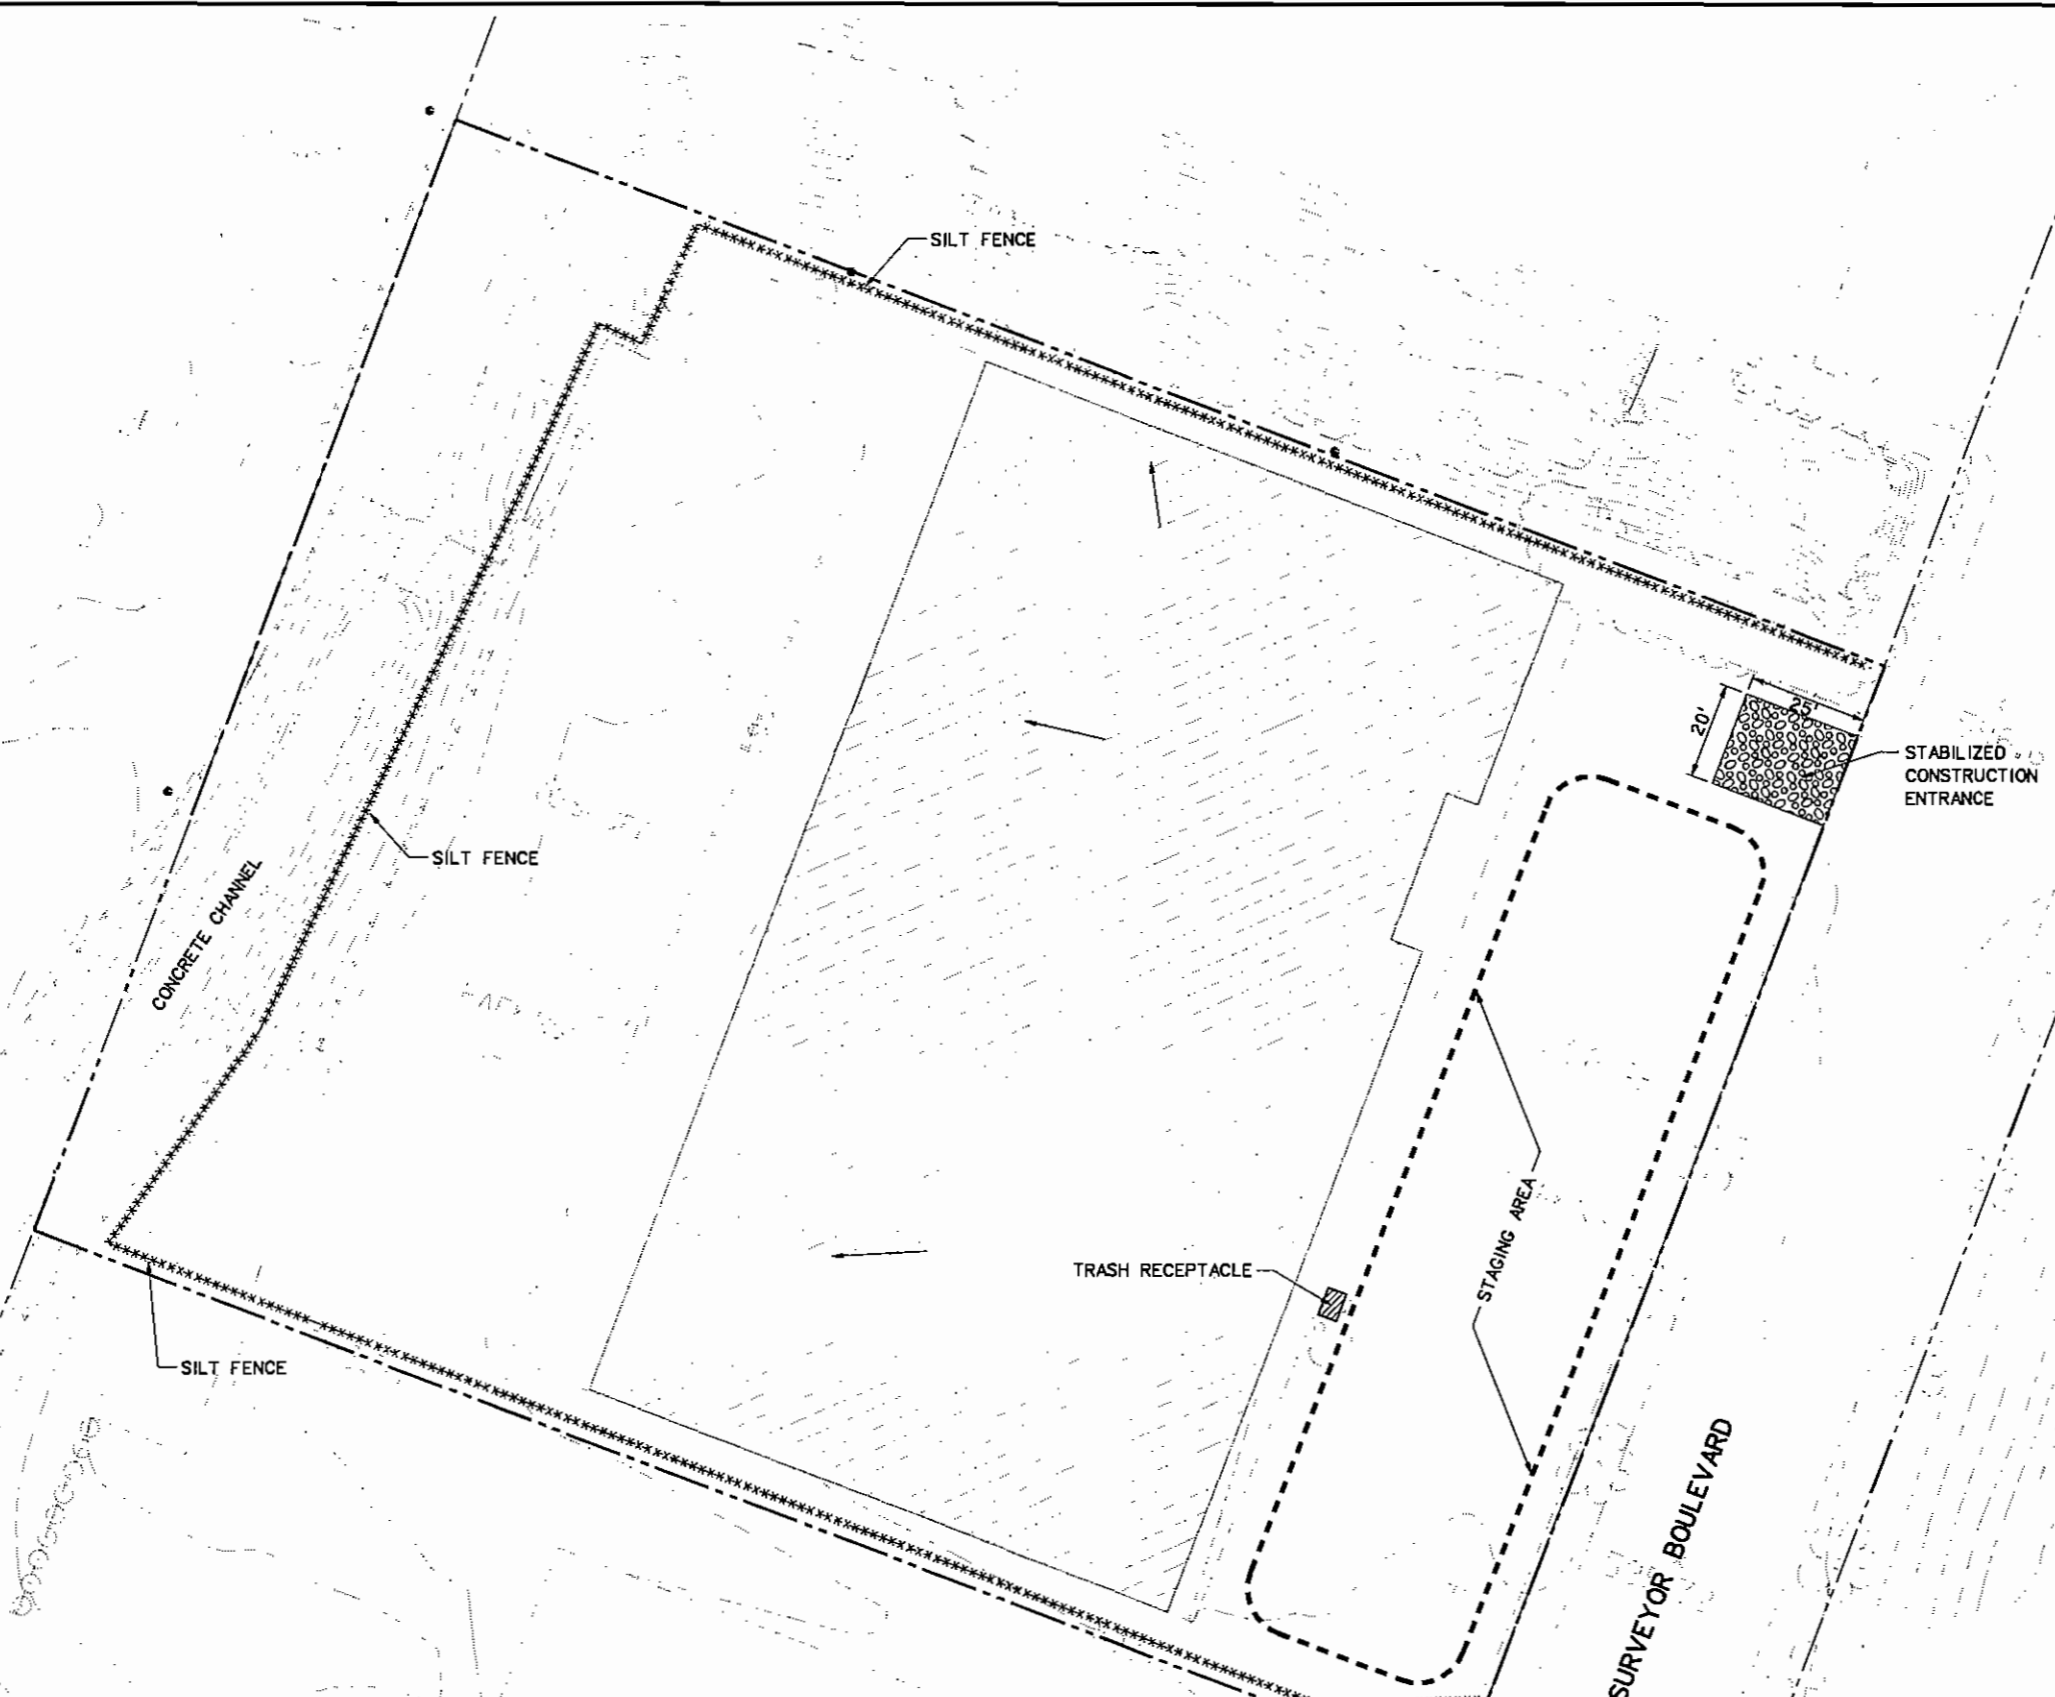 SILT FENCE
25'
20'
STABILIZED
CONSTRUCTION
ENTRANCE
SILT FENCE
CONCRETE CHANNEL
STAGING AREA
TRASH RECEPTACLE
SILT FENCE
SURVEYOR BOULEVARD